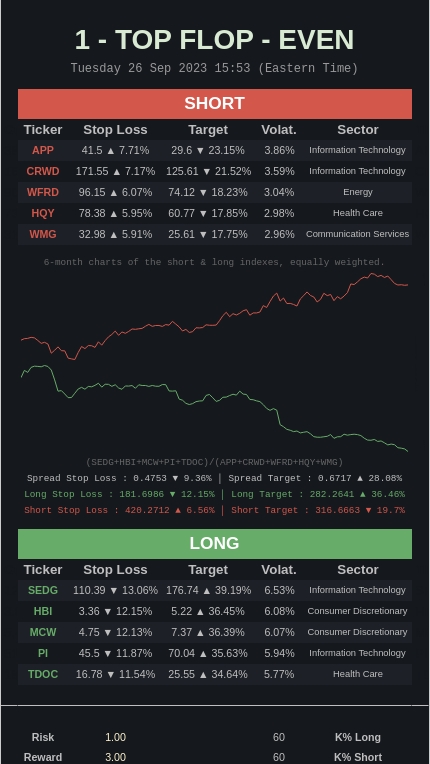 1 - TOP FLOP - EVEN
Tuesday 26 Sep 2023 15:53 (Eastern Time)
SHORT
Ticker Stop Loss Target Volat. Sector
APP 41.5 ▲ 7.71% 29.6 ▼ 23.15% 3.86% Information Technology
CRWD 171.55 ▲ 7.17% 125.61 ▼ 21.52% 3.59% Information Technology
WFRD 96.15 ▲ 6.07% 74.12 ▼ 18.23% 3.04% Energy
HQY 78.38 ▲ 5.95% 60.77 ▼ 17.85% 2.98% Health Care
WMG 32.98 ▲ 5.91% 25.61 ▼ 17.75% 2.96% Communication Services
6-month charts of the short & long indexes, equally weighted.
(SEDG+HBI+MCW+PI+TDOC)/(APP+CRWD+WFRD+HQY+WMG)
Spread Stop Loss : 0.4753 ▼ 9.36% | Spread Target : 0.6717 ▲ 28.08%
Long Stop Loss : 181.6986 ▼ 12.15% | Long Target : 282.2641 ▲ 36.46%
Short Stop Loss : 420.2712 ▲ 6.56% | Short Target : 316.6663 ▼ 19.7%
LONG
Ticker Stop Loss Target Volat. Sector
SEDG 110.39 ▼ 13.06% 176.74 ▲ 39.19% 6.53% Information Technology
HBI 3.36 ▼ 12.15% 5.22 ▲ 36.45% 6.08% Consumer Discretionary
MCW 4.75 ▼ 12.13% 7.37 ▲ 36.39% 6.07% Consumer Discretionary
PI 45.5 ▼ 11.87% 70.04 ▲ 35.63% 5.94% Information Technology
TDOC 16.78 ▼ 11.54% 25.55 ▲ 34.64% 5.77% Health Care
Risk 1.00 60 K% Long
Reward 3.00 60 K% Short